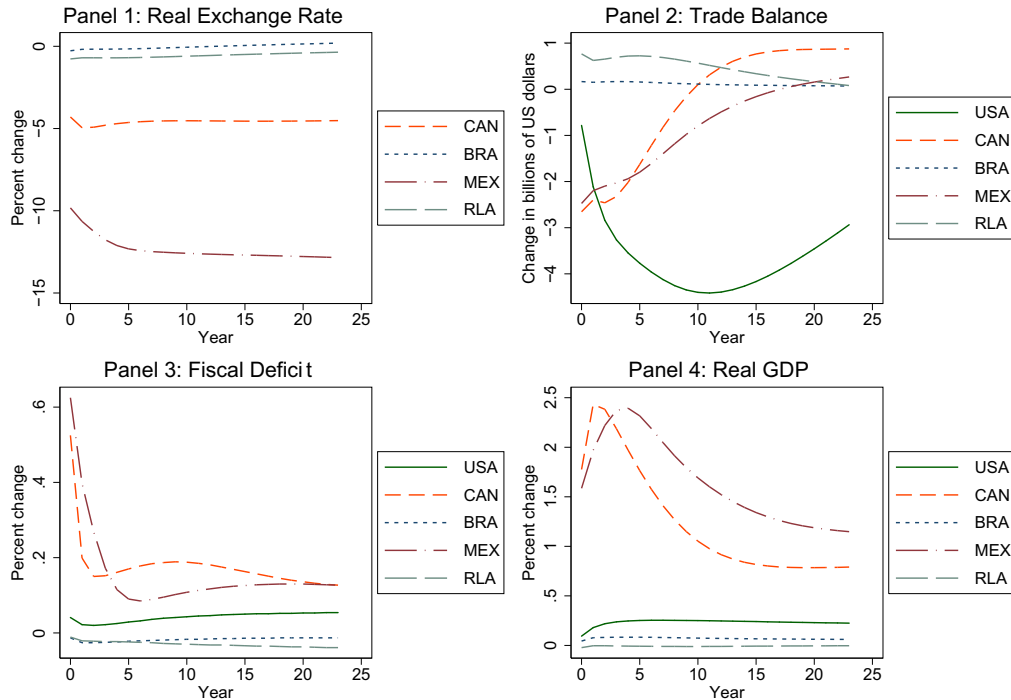 Panel 1: Real Exchange Rate
Percent change
0
−5
−10
−15
0 5 10 15 20 25
Year
CAN
BRA
MEX
RLA
Panel 2: Trade Balance
Change in billions of US dollars
1
0
−1
−2
−3
−4
0 5 10 15 20 25
Year
USA
CAN
BRA
MEX
RLA
Panel 3: Fiscal Deficit
Percent change
.6
.4
.2
0
0 5 10 15 20 25
Year
USA
CAN
BRA
MEX
RLA
Panel 4: Real GDP
Percent change
2.5
2
1.5
1
.5
0
0 5 10 15 20 25
Year
USA
CAN
BRA
MEX
RLA